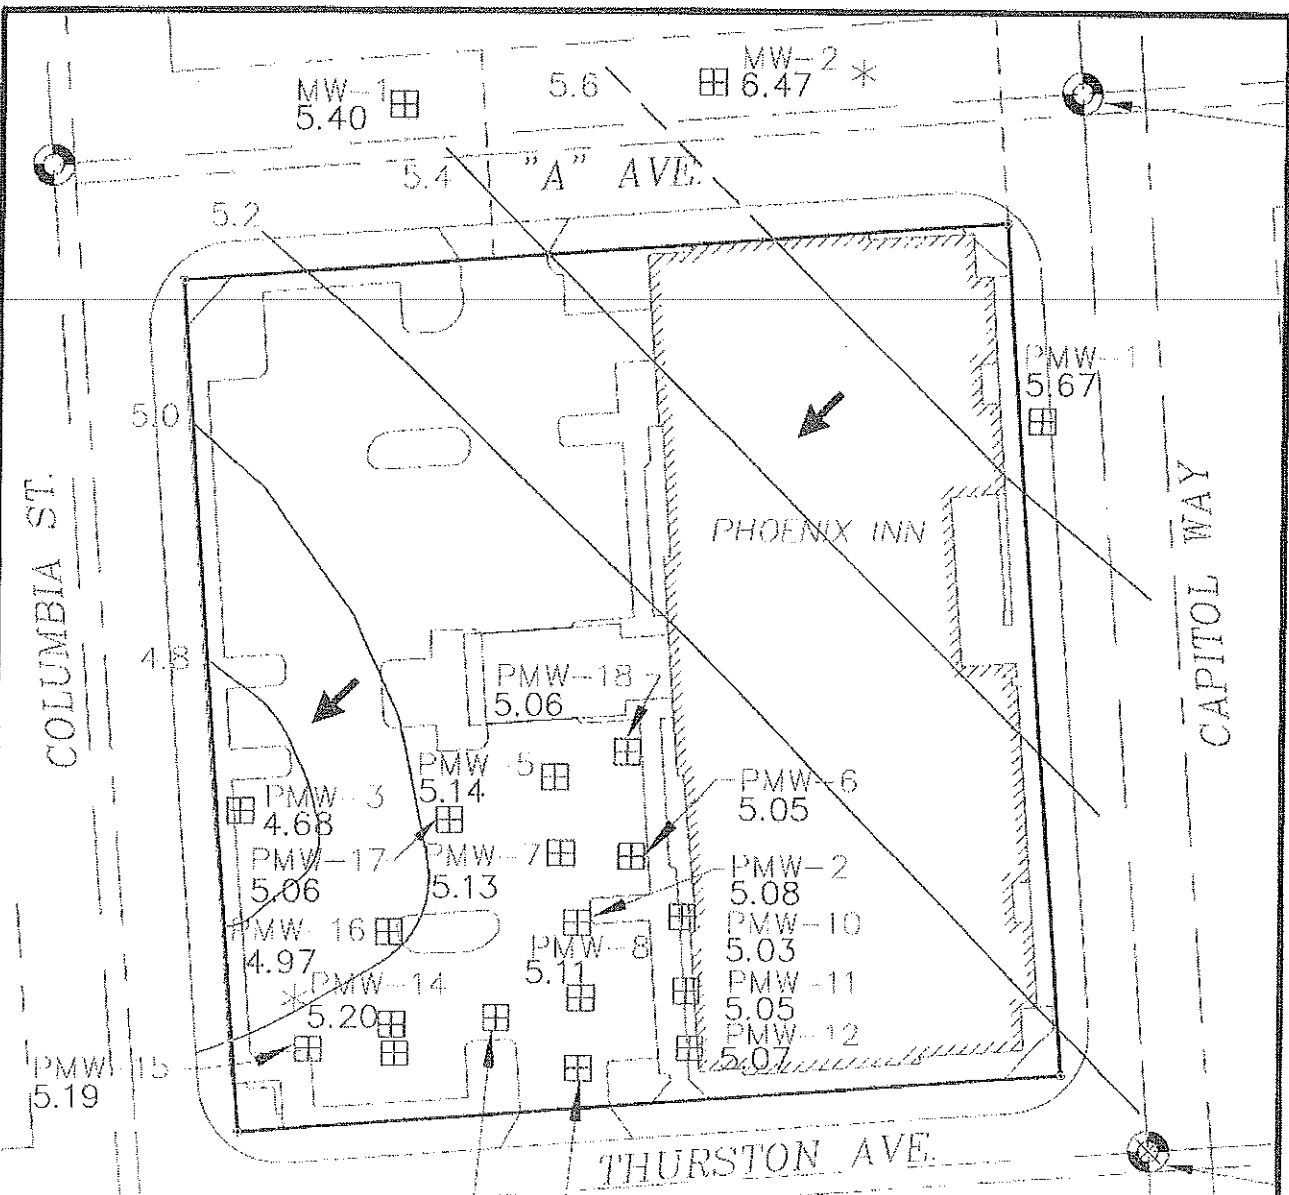 MW-1
5.40
5.6
MW-2 *
6.47
"A" AVE.
5.4
5.2
PMW-1
5.67
5.0
COLUMBIA ST.
PHOENIX INN
CAPITOL WAY
4.8
PMW-18
5.06
PMW-5
5.14
PMW-6
5.05
PMW-3
4.68
PMW-17
5.06
PMW-7
5.13
PMW-2
5.08
PMW-16
4.97
PMW-8
5.11
PMW-10
5.03
* PMW-14
5.20
PMW-11
5.05
PMW-12
5.07
PMW-15
5.19
THURSTON AVE.